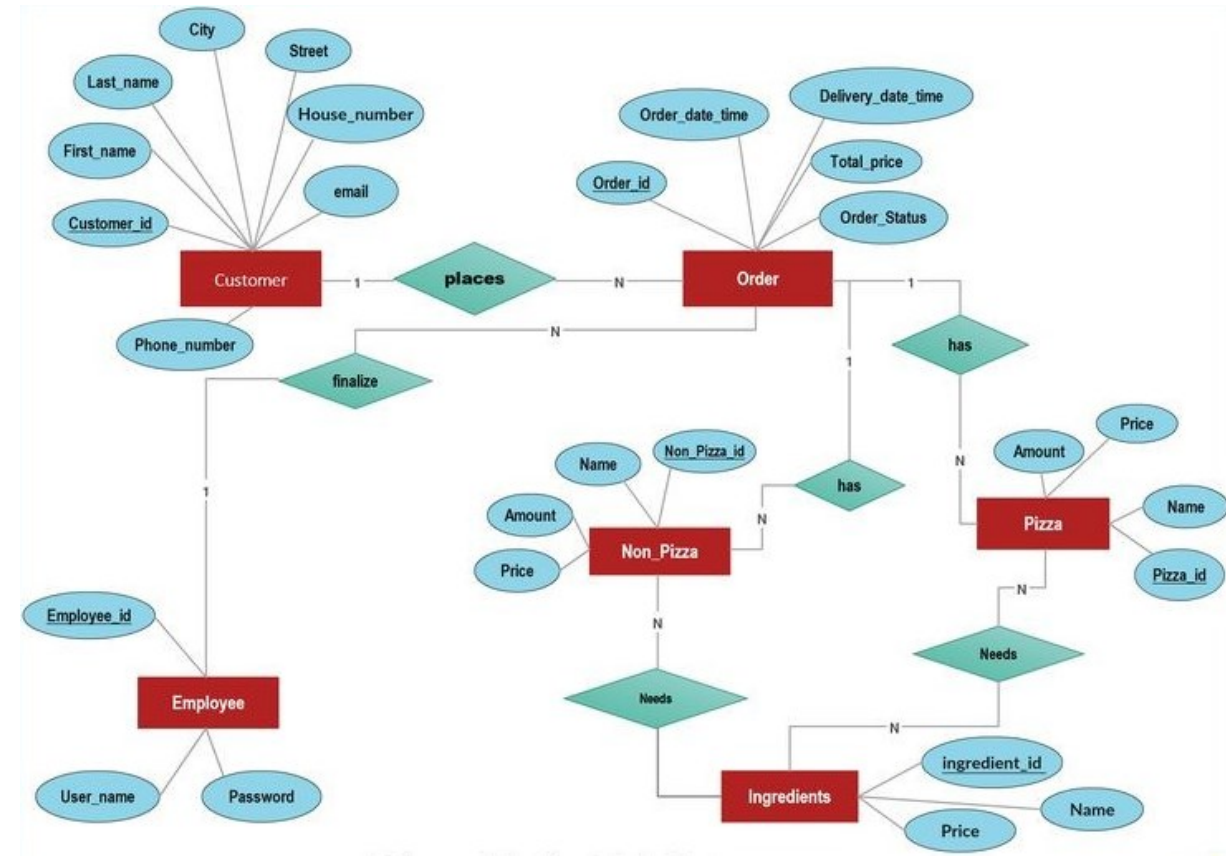 City
Street
Last_name
House_number
First_name
email
Customer_id
Customer
Phone_number
1
places
N
Order_date_time
Delivery_date_time
Order_id
Total_price
Order_Status
Order
1
has
N
1
has
N
N
finalize
1
Name
Non_Pizza_id
Amount
Price
Non_Pizza
Amount
Price
Name
Pizza_id
Pizza
N
Needs
N
N
Needs
Employee_id
Employee
User_name
Password
Ingredients
ingredient_id
Name
Price